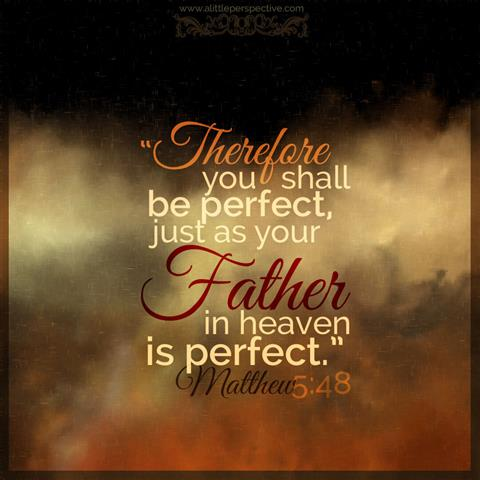 www.alittleperspective.com
“Therefore
you shall
be perfect,
just as your
Father
in heaven
is perfect.”
Matthew 5:48